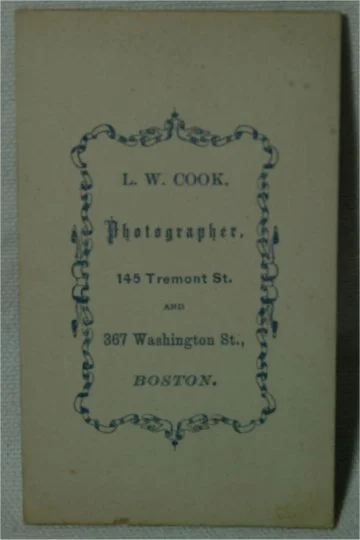 L. W. COOK.
Photographer,
145 Tremont St.
AND
367 Washington St.,
BOSTON.